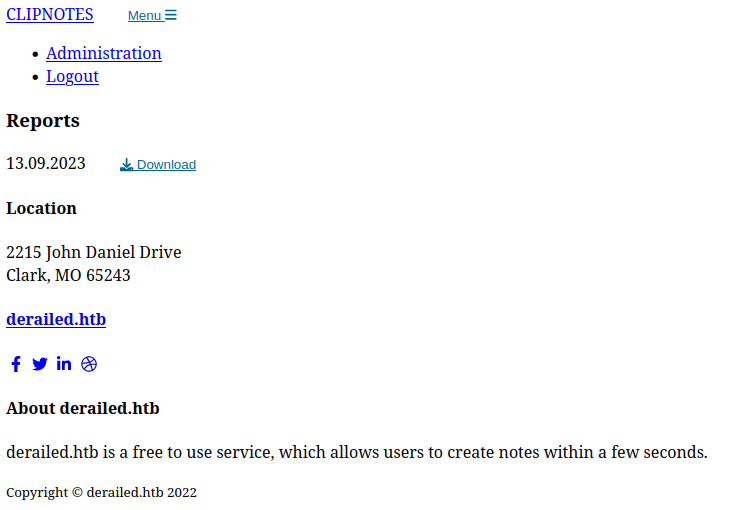 CLIPNOTES Menu
Administration
Logout
Reports
13.09.2023 Download
Location
2215 John Daniel Drive
Clark, MO 65243
derailed.htb
About derailed.htb
derailed.htb is a free to use service, which allows users to create notes within a few seconds.
Copyright © derailed.htb 2022